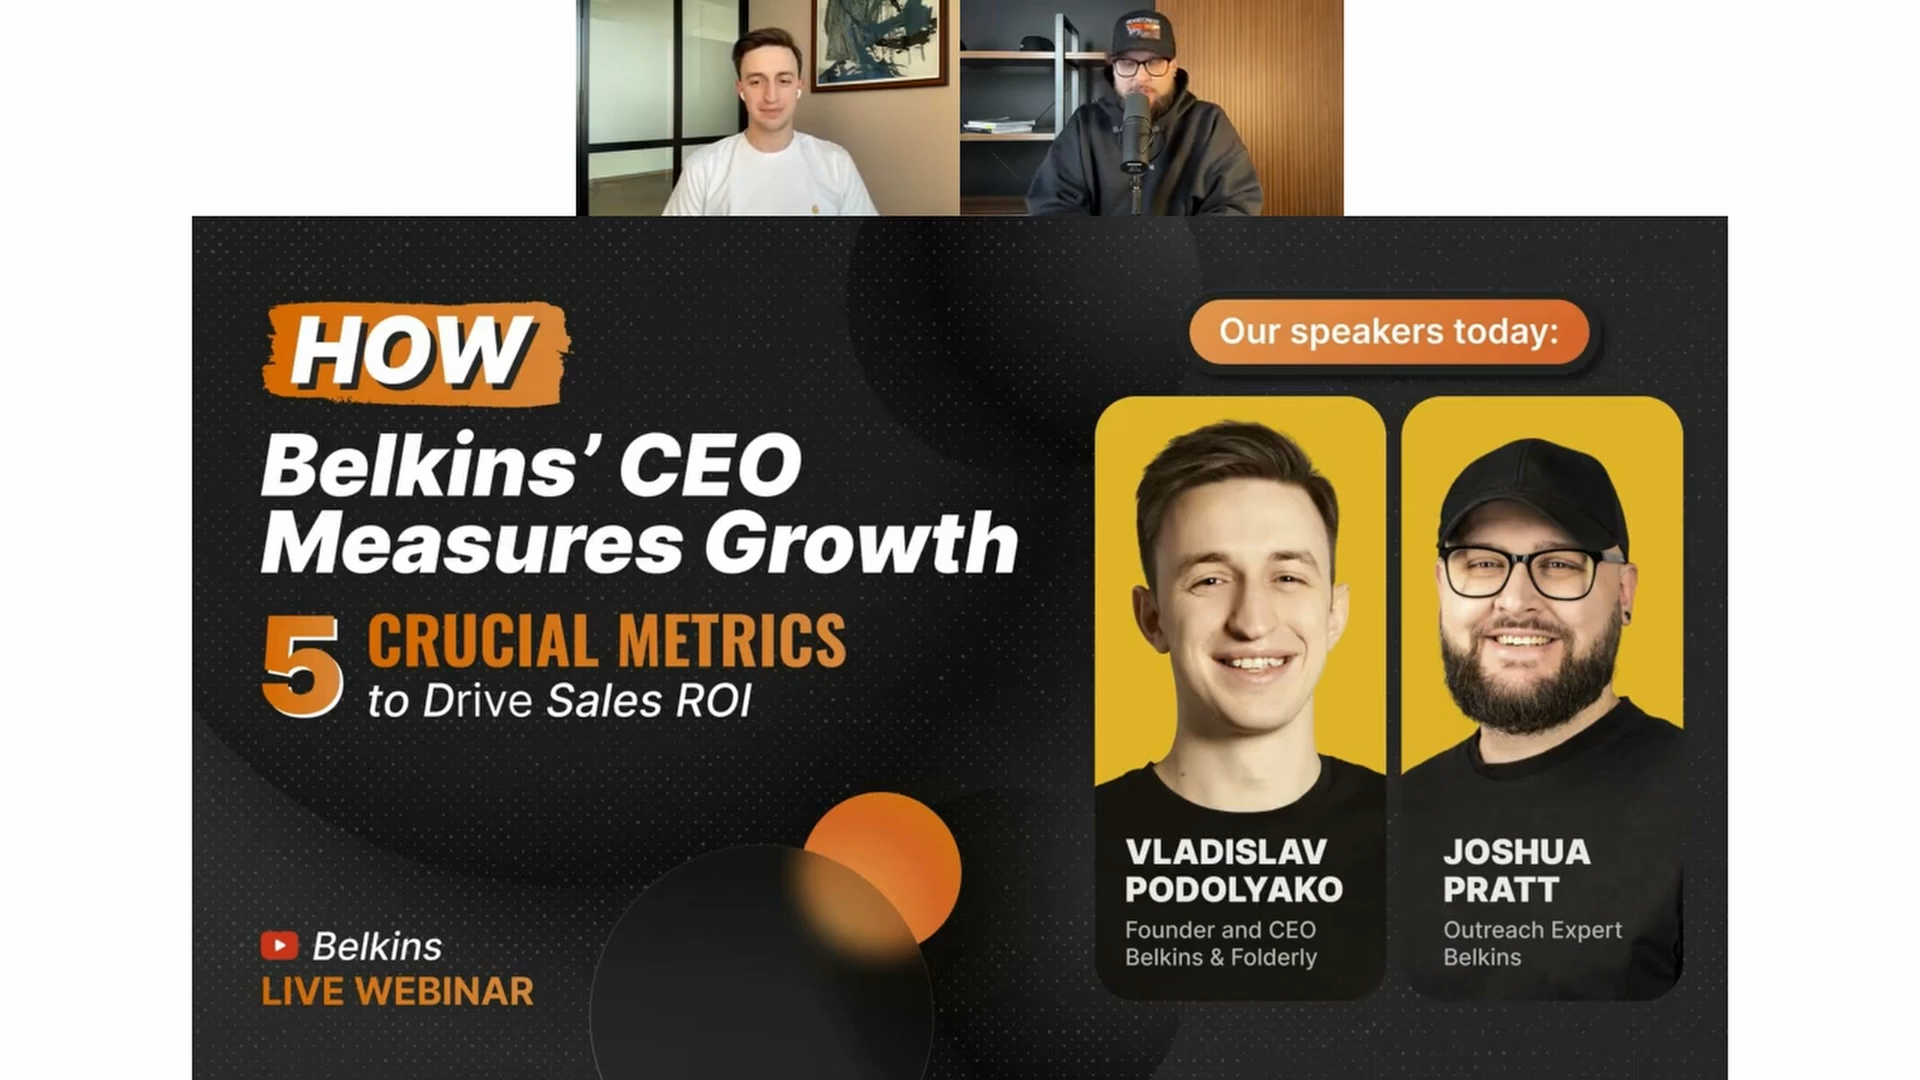 HOW
Belkins’ CEO
Measures Growth
5 CRUCIAL METRICS
to Drive Sales ROI
Belkins
LIVE WEBINAR
Our speakers today:
VLADISLAV
PODOLYAKO
Founder and CEO
Belkins & Folderly
JOSHUA
PRATT
Outreach Expert
Belkins